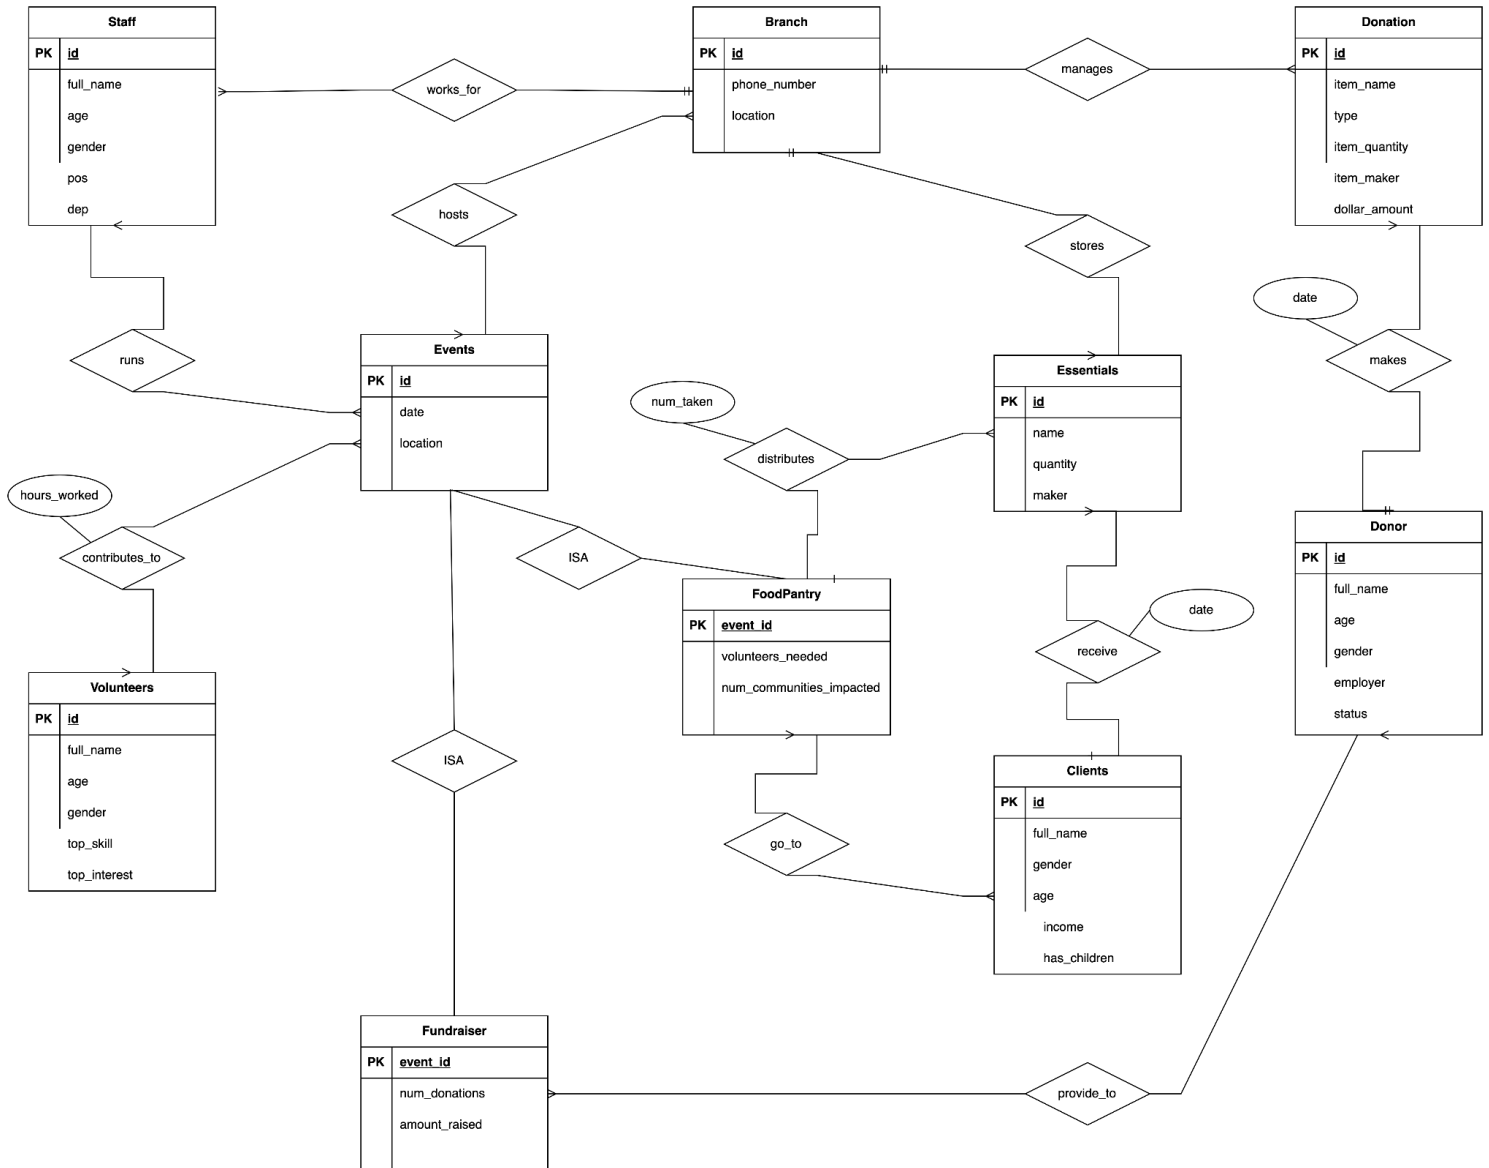 Staff
PK id
full_name
age
gender
pos
dep
works_for
Branch
PK id
phone_number
location
manages
Donation
PK id
item_name
type
item_quantity
item_maker
dollar_amount
hosts
stores
date
makes
runs
Events
PK id
date
location
num_taken
distributes
Essentials
PK id
name
quantity
maker
hours_worked
contributes_to
ISA
Donor
PK id
full_name
age
gender
employer
status
FoodPantry
PK event_id
volunteers_needed
num_communities_impacted
date
receive
Volunteers
PK id
full_name
age
gender
top_skill
top_interest
ISA
go_to
Clients
PK id
full_name
gender
age
income
has_children
Fundraiser
PK event_id
num_donations
amount_raised
provide_to